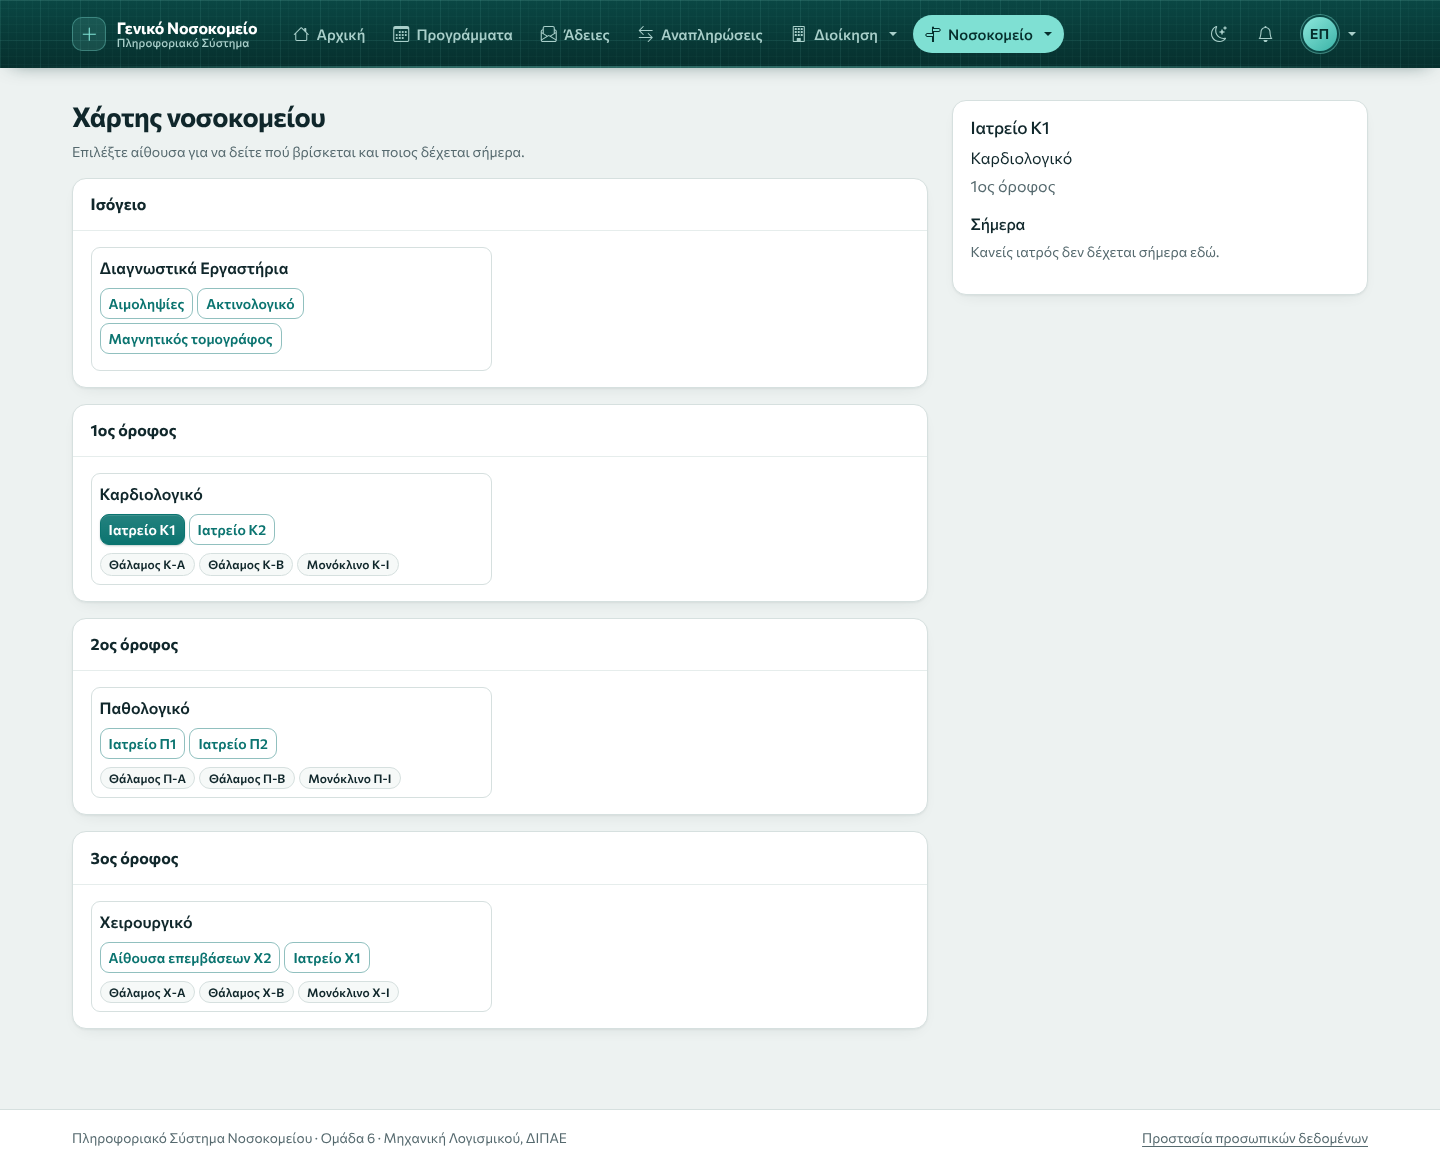 Γενικό Νοσοκομείο
Πληροφοριακό Σύστημα
Αρχική
Προγράμματα
Άδειες
Αναπληρώσεις
Διοίκηση
Νοσοκομείο
ΕΠ
Χάρτης νοσοκομείου
Επιλέξτε αίθουσα για να δείτε πού βρίσκεται και ποιος δέχεται σήμερα.
Ισόγειο
Διαγνωστικά Εργαστήρια
Αιμοληψίες
Ακτινολογικό
Μαγνητικός τομογράφος
1ος όροφος
Καρδιολογικό
Ιατρείο Κ1
Ιατρείο Κ2
Θάλαμος Κ-Α
Θάλαμος Κ-Β
Μονόκλινο Κ-Ι
2ος όροφος
Παθολογικό
Ιατρείο Π1
Ιατρείο Π2
Θάλαμος Π-Α
Θάλαμος Π-Β
Μονόκλινο Π-Ι
3ος όροφος
Χειρουργικό
Αίθουσα επεμβάσεων Χ2
Ιατρείο Χ1
Θάλαμος Χ-Α
Θάλαμος Χ-Β
Μονόκλινο Χ-Ι
Ιατρείο Κ1
Καρδιολογικό
1ος όροφος
Σήμερα
Κανείς ιατρός δεν δέχεται σήμερα εδώ.
Πληροφοριακό Σύστημα Νοσοκομείου · Ομάδα 6 · Μηχανική Λογισμικού, ΔΙΠΑΕ
Προστασία προσωπικών δεδομένων